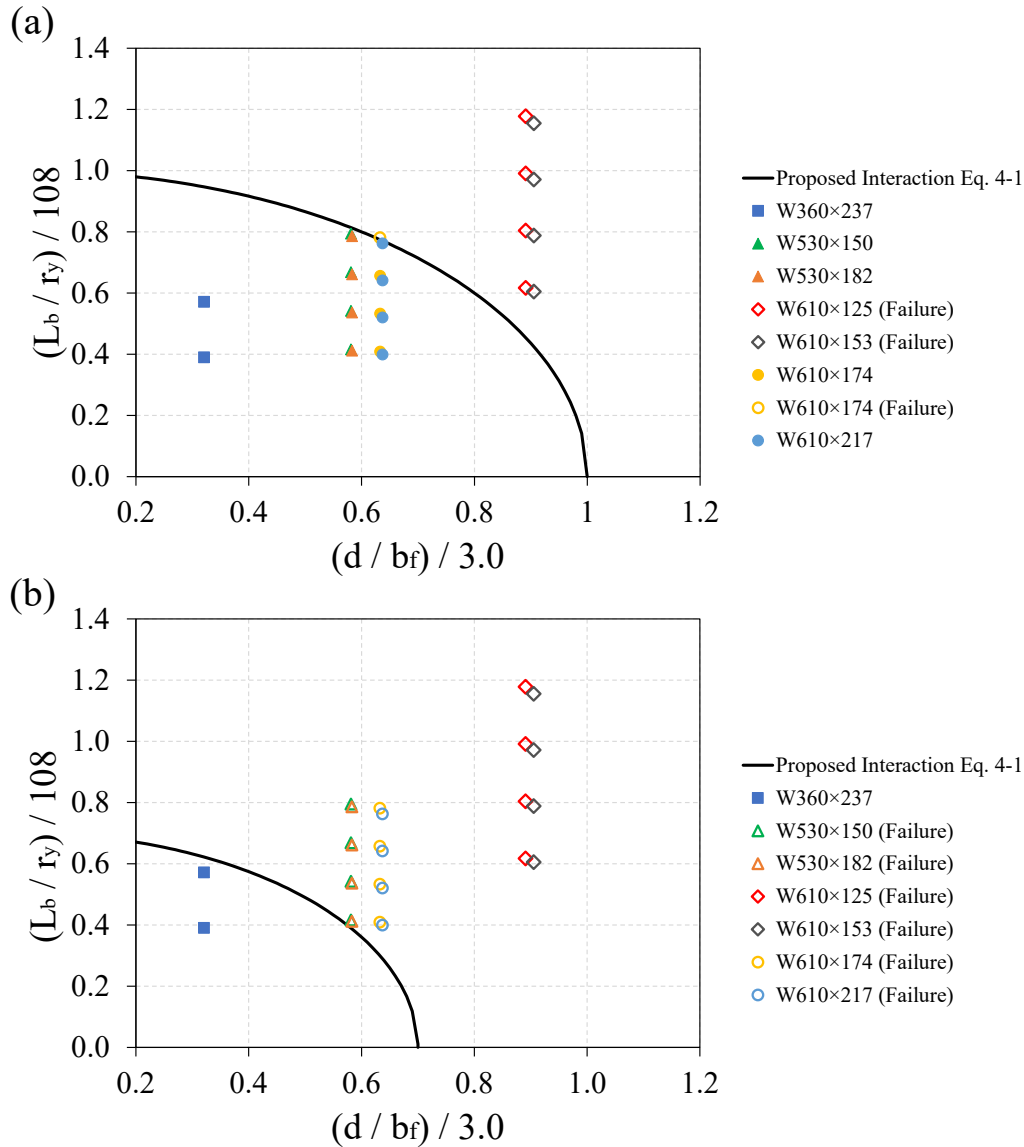 (a)
1.4
1.2
1.0
0.8
0.6
0.4
0.2
0.0
(Lb / ry) / 108
0.2 0.4 0.6 0.8 1 1.2
(d / bf) / 3.0
Proposed Interaction Eq. 4-1
W360×237
W530×150
W530×182
W610×125 (Failure)
W610×153 (Failure)
W610×174
W610×174 (Failure)
W610×217
(b)
1.4
1.2
1.0
0.8
0.6
0.4
0.2
0.0
(Lb / ry) / 108
0.2 0.4 0.6 0.8 1.0 1.2
(d / bf) / 3.0
Proposed Interaction Eq. 4-1
W360×237
W530×150 (Failure)
W530×182 (Failure)
W610×125 (Failure)
W610×153 (Failure)
W610×174 (Failure)
W610×217 (Failure)